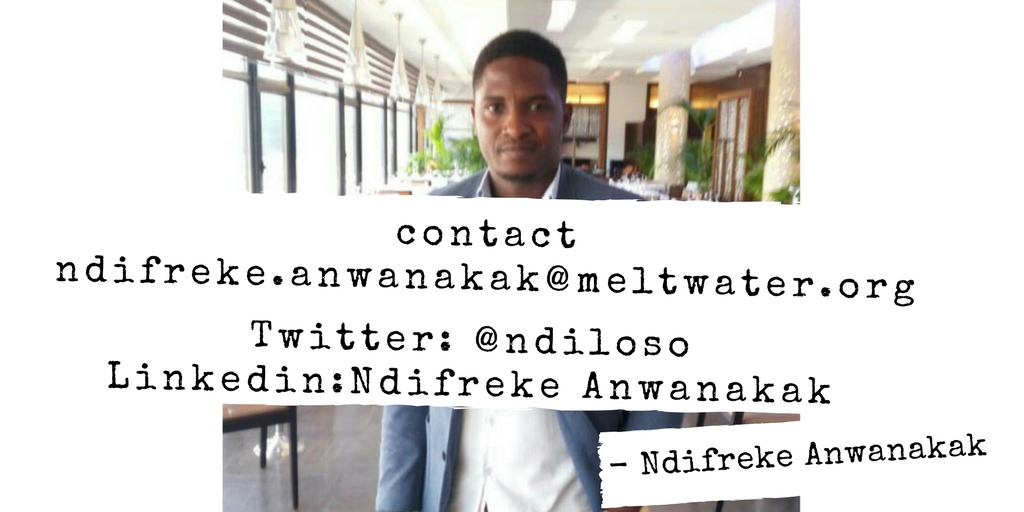 contact
ndifreke.anwanakak@meltwater.org
Twitter: @ndiloso
Linkedin:Ndifreke Anwanakak
- Ndifreke Anwanakak